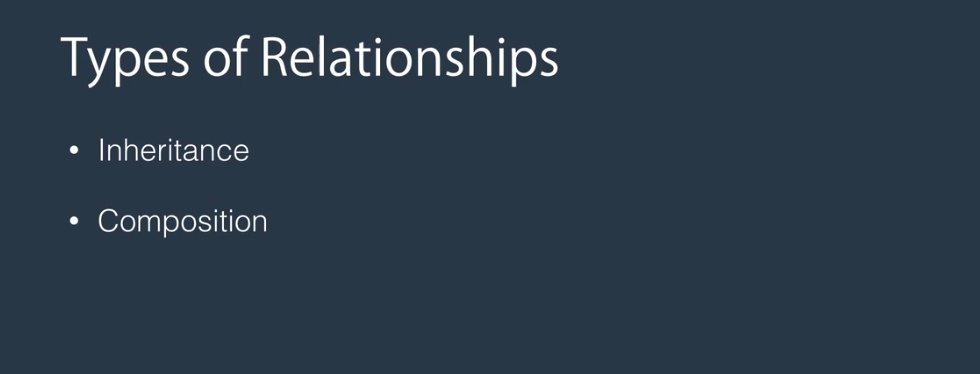 Types of Relationships
• Inheritance
• Composition